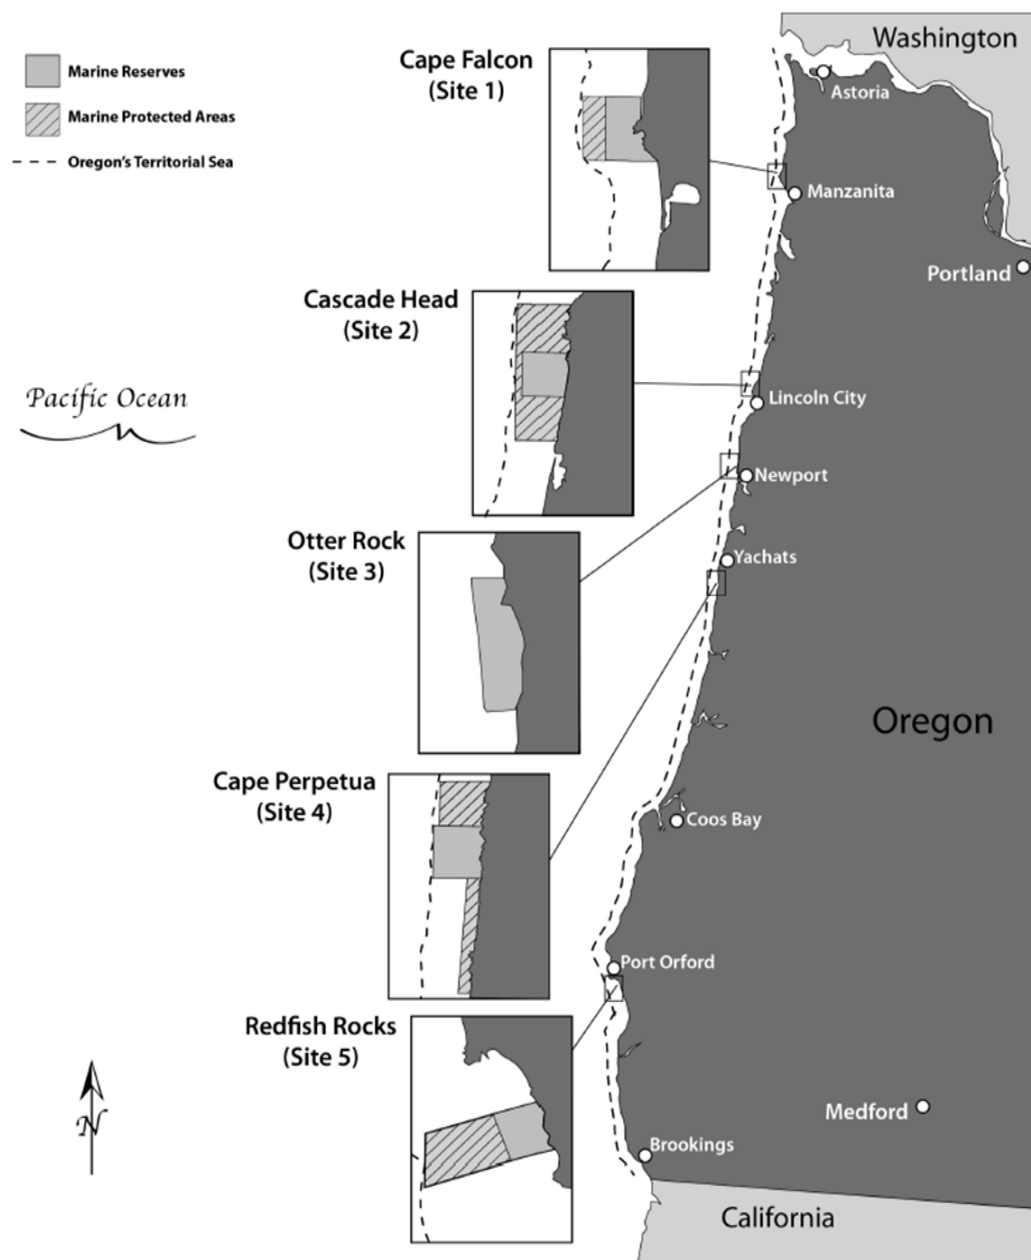 Marine Reserves
Marine Protected Areas
Oregon's Territorial Sea
Cape Falcon
(Site 1)
Washington
Astoria
Manzanita
Portland
Cascade Head
(Site 2)
Lincoln City
Pacific Ocean
Newport
Otter Rock
(Site 3)
Yachats
Oregon
Cape Perpetua
(Site 4)
Coos Bay
Port Orford
Redfish Rocks
(Site 5)
N
Medford
Brookings
California